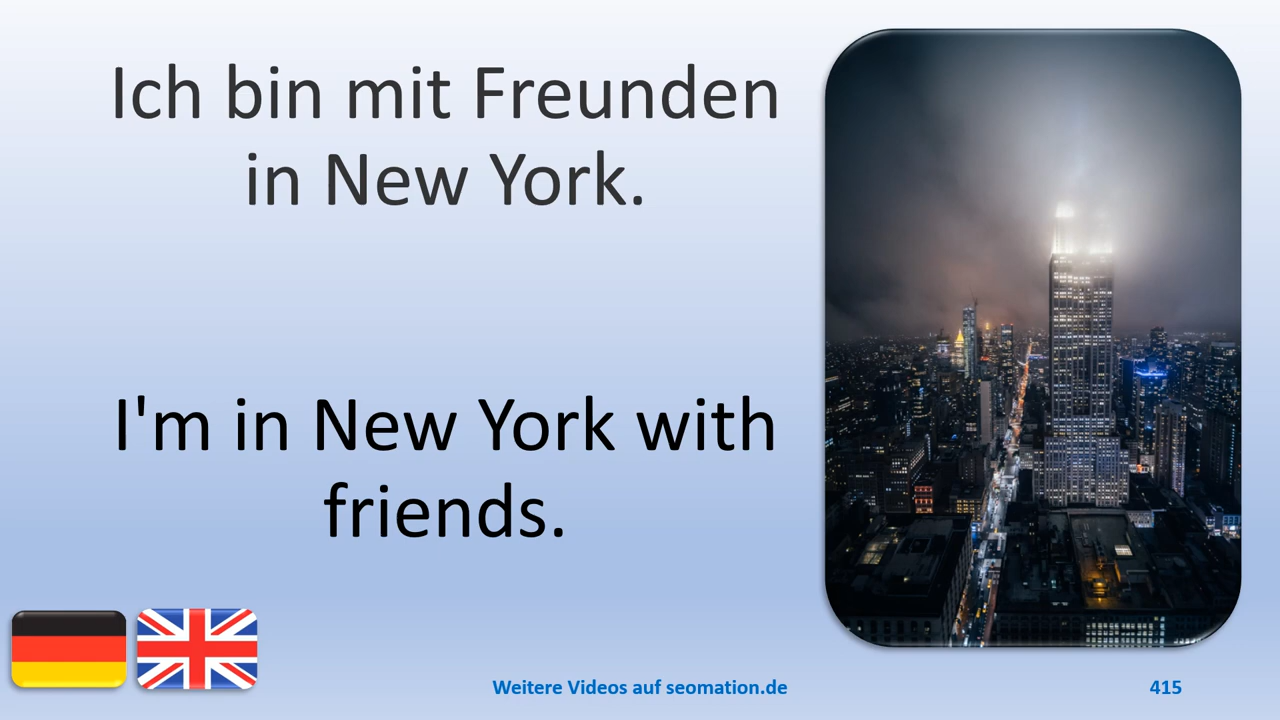 Ich bin mit Freunden
in New York.
I'm in New York with
friends.
Weitere Videos auf seomation.de
415